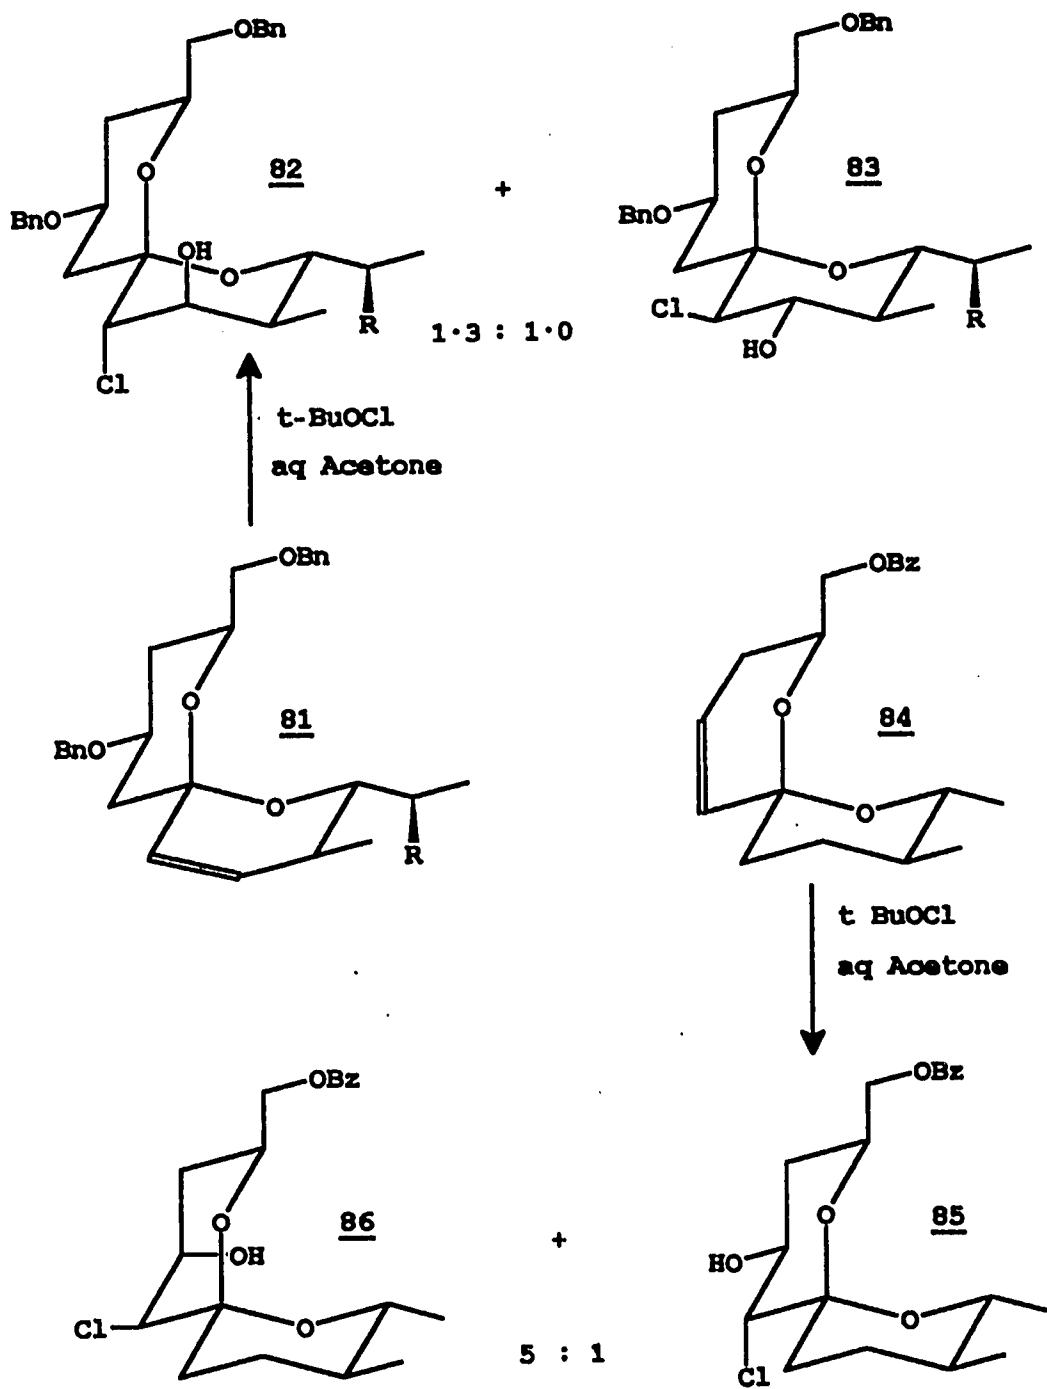 OBn
O
82
BnO
OH
O
R
Cl
+
OBn
O
83
BnO
O
Cl
HO
R
1·3 : 1·0
t-BuOCl
aq Acetone
OBn
O
81
BnO
O
R
OBz
O
84
O
t BuOCl
aq Acetone
OBz
O
86
OH
Cl
O
+
OBz
O
85
HO
O
Cl
5 : 1